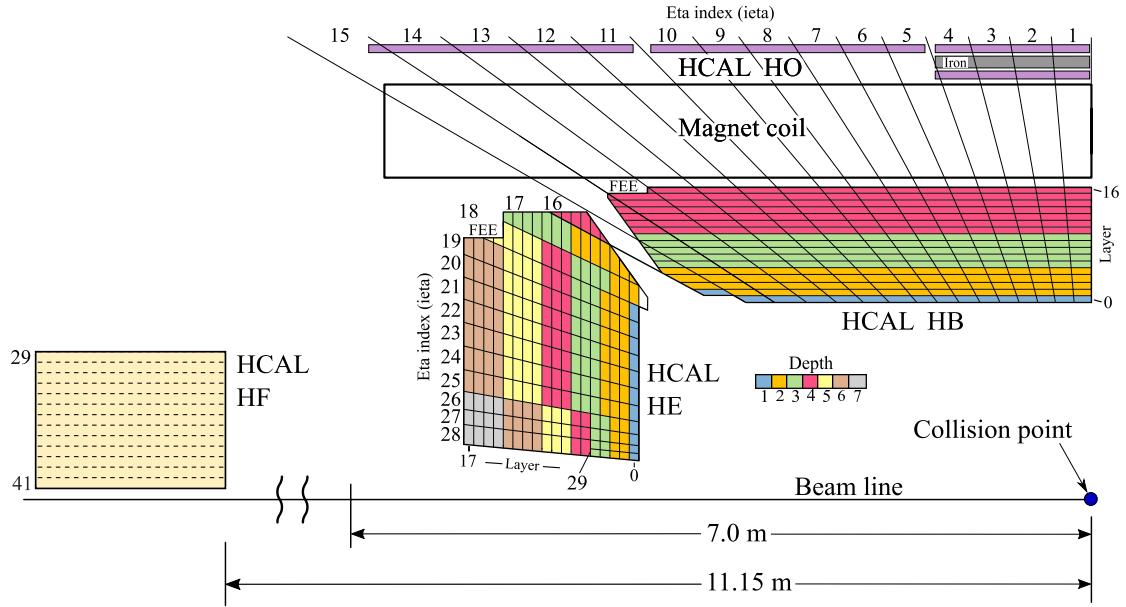 Eta index (ieta)
15 14 13 12 11 10 9 8 7 6 5 4 3 2 1
HCAL HO
Iron
Magnet coil
FEE
16
Layer
0
HCAL HB
18 17 16
FEE
19
20
21
22
23
24
25
26
27
28
Eta index (ieta)
17 Layer 0
29
HCAL
HE
29
HCAL
HF
41
Depth
1 2 3 4 5 6 7
Collision point
Beam line
7.0 m
11.15 m